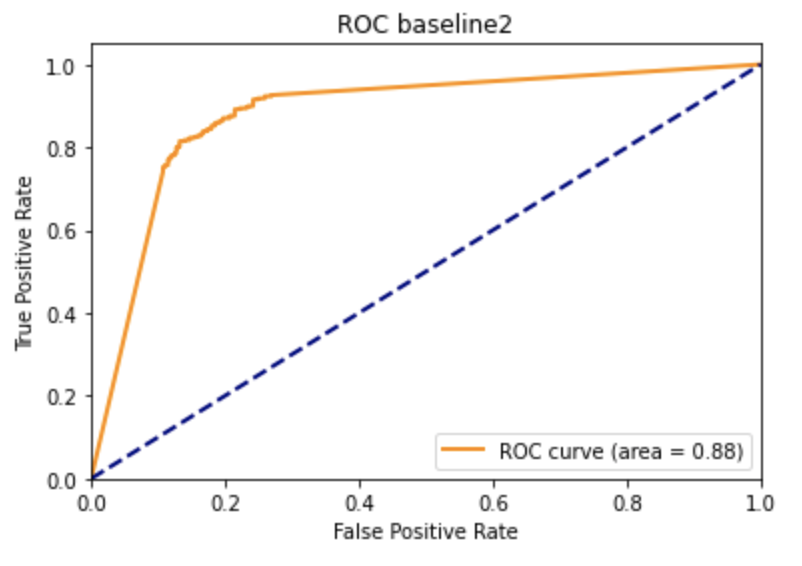 ROC baseline2
1.0
0.8
0.6
0.4
0.2
0.0
True Positive Rate
ROC curve (area = 0.88)
0.0 0.2 0.4 0.6 0.8 1.0
False Positive Rate